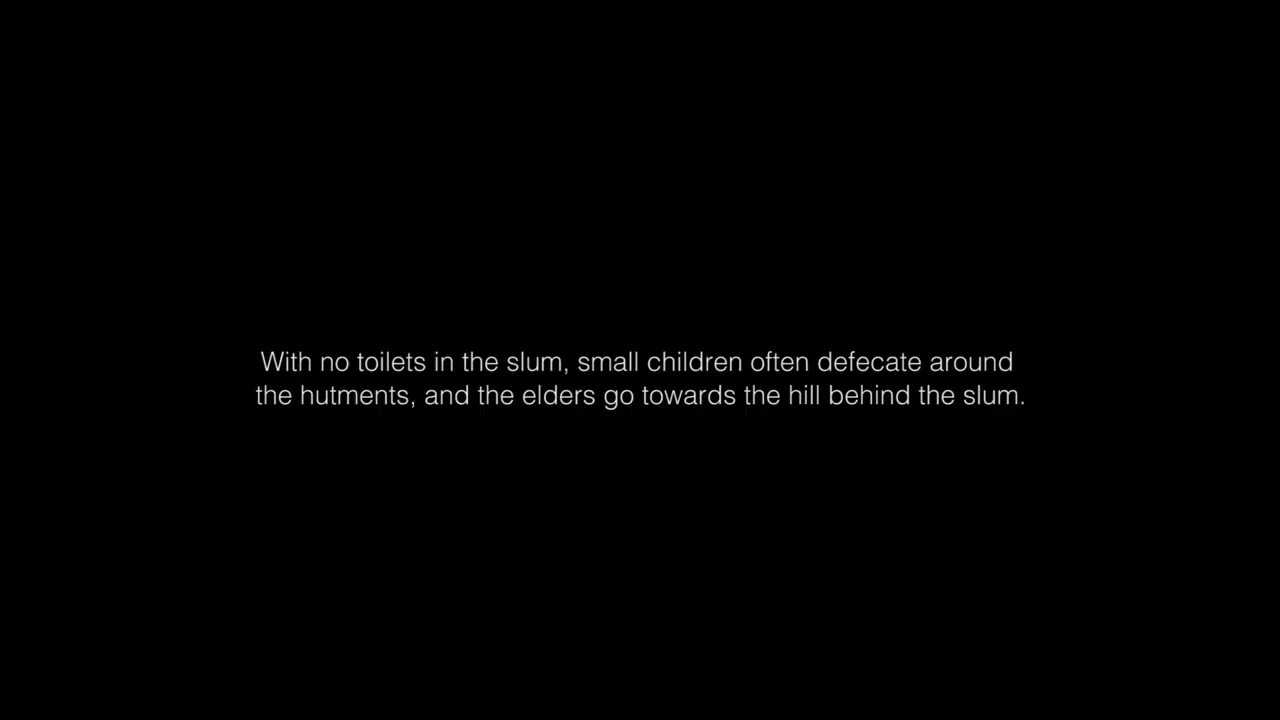 With no toilets in the slum, small children often defecate around
the hutments, and the elders go towards the hill behind the slum.